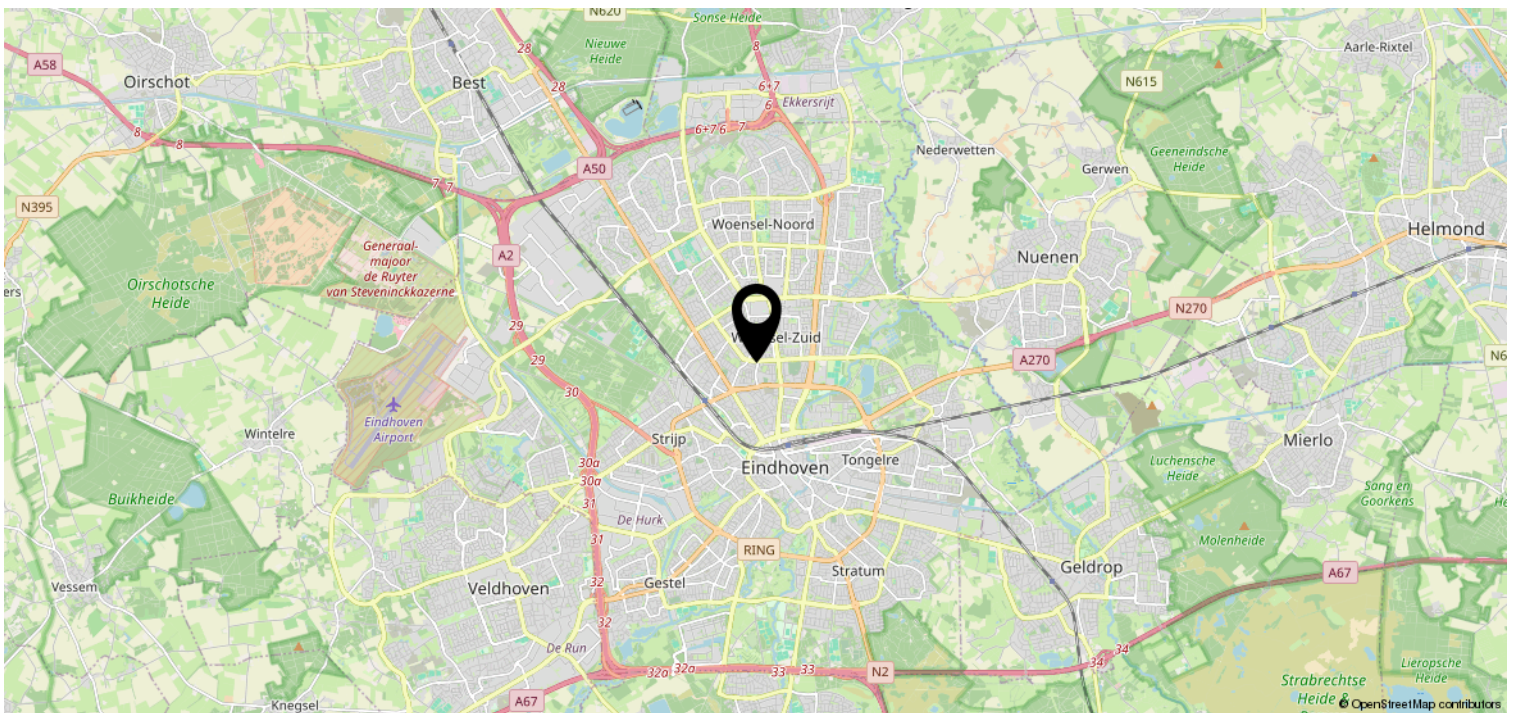 N620
Sonse Heide
28
8
Nieuwe
Heide
Aarle-Rixtel
A58
Oirschot
Best
28
6+7
N615
6
Ekkersrijt
8
8
6+7 6
7
Nederwetten
Geeneindsche
Heide
A50
Gerwen
7
7
N395
Woensel-Noord
Helmond
Generaal-
majoor
de Ruyter
van Steveninckkazerne
A2
Nuenen
Oirschotsche
Heide
ers
N270
29
29
N6
A270
30
Eindhoven
Airport
Wintelre
Strijp
Mierlo
Eindhoven
Tongelre
30a
30a
Luchensche
Heide
Buikheide
31
Sang en
Goorkens
De Hurk
31
Molenheide
RING
Geldrop
Stratum
A67
Vessem
Veldhoven
32
Gestel
32
De Run
34
34
32a
32a
33
33
N2
Lieropsche
Heide
Strabrechtse
Heide &
A67
Knegsel
© OpenStreetMap contributors